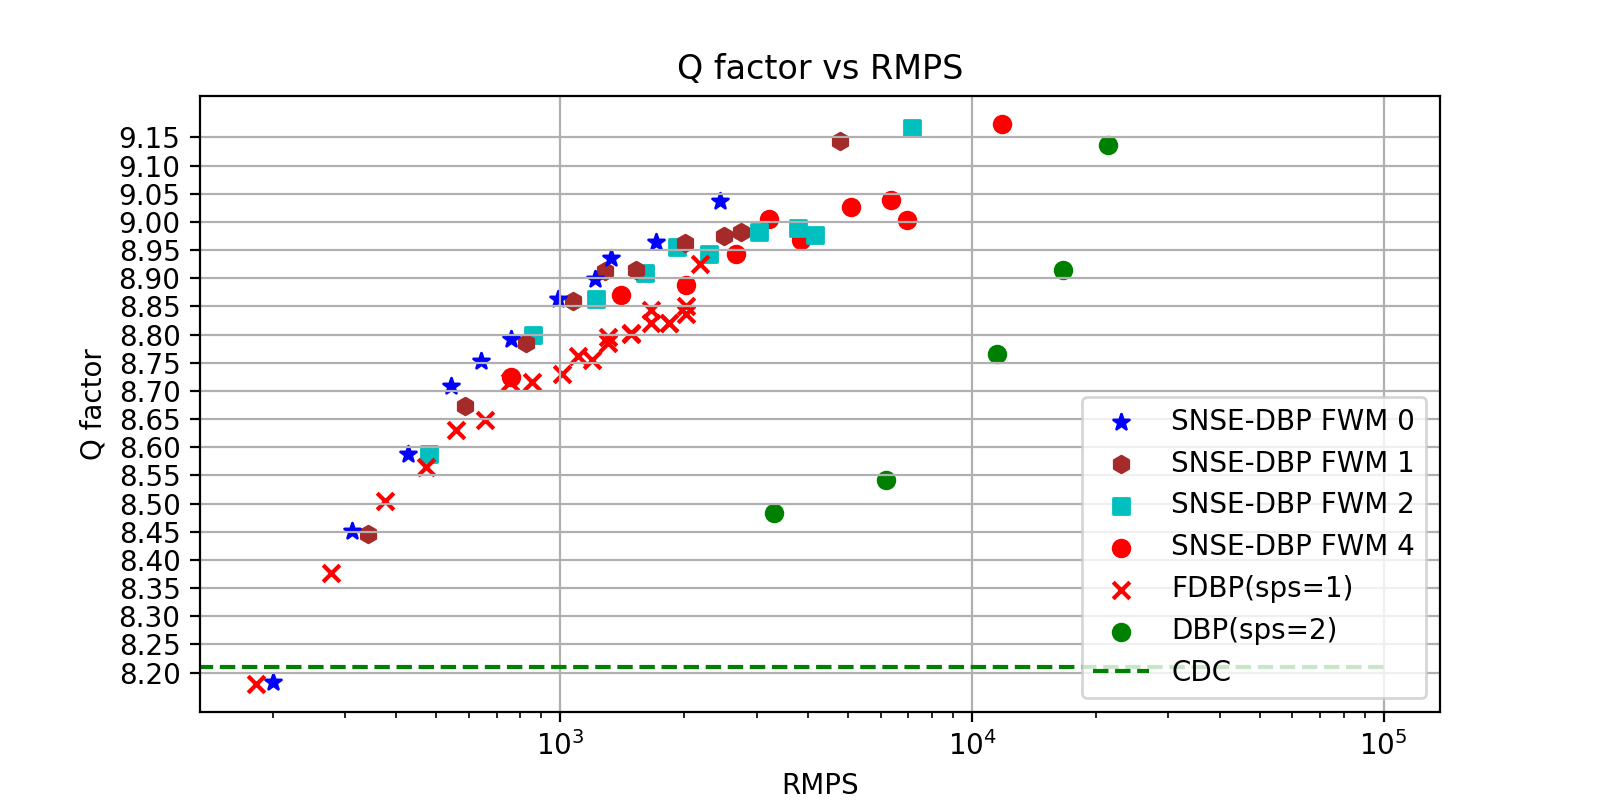 Q factor vs RMPS
Q factor
9.15
9.10
9.05
9.00
8.95
8.90
8.85
8.80
8.75
8.70
8.65
8.60
8.55
8.50
8.45
8.40
8.35
8.30
8.25
8.20
SNSE-DBP FWM 0
SNSE-DBP FWM 1
SNSE-DBP FWM 2
SNSE-DBP FWM 4
FDBP(sps=1)
DBP(sps=2)
CDC
10³ 10⁴ 10⁵
RMPS